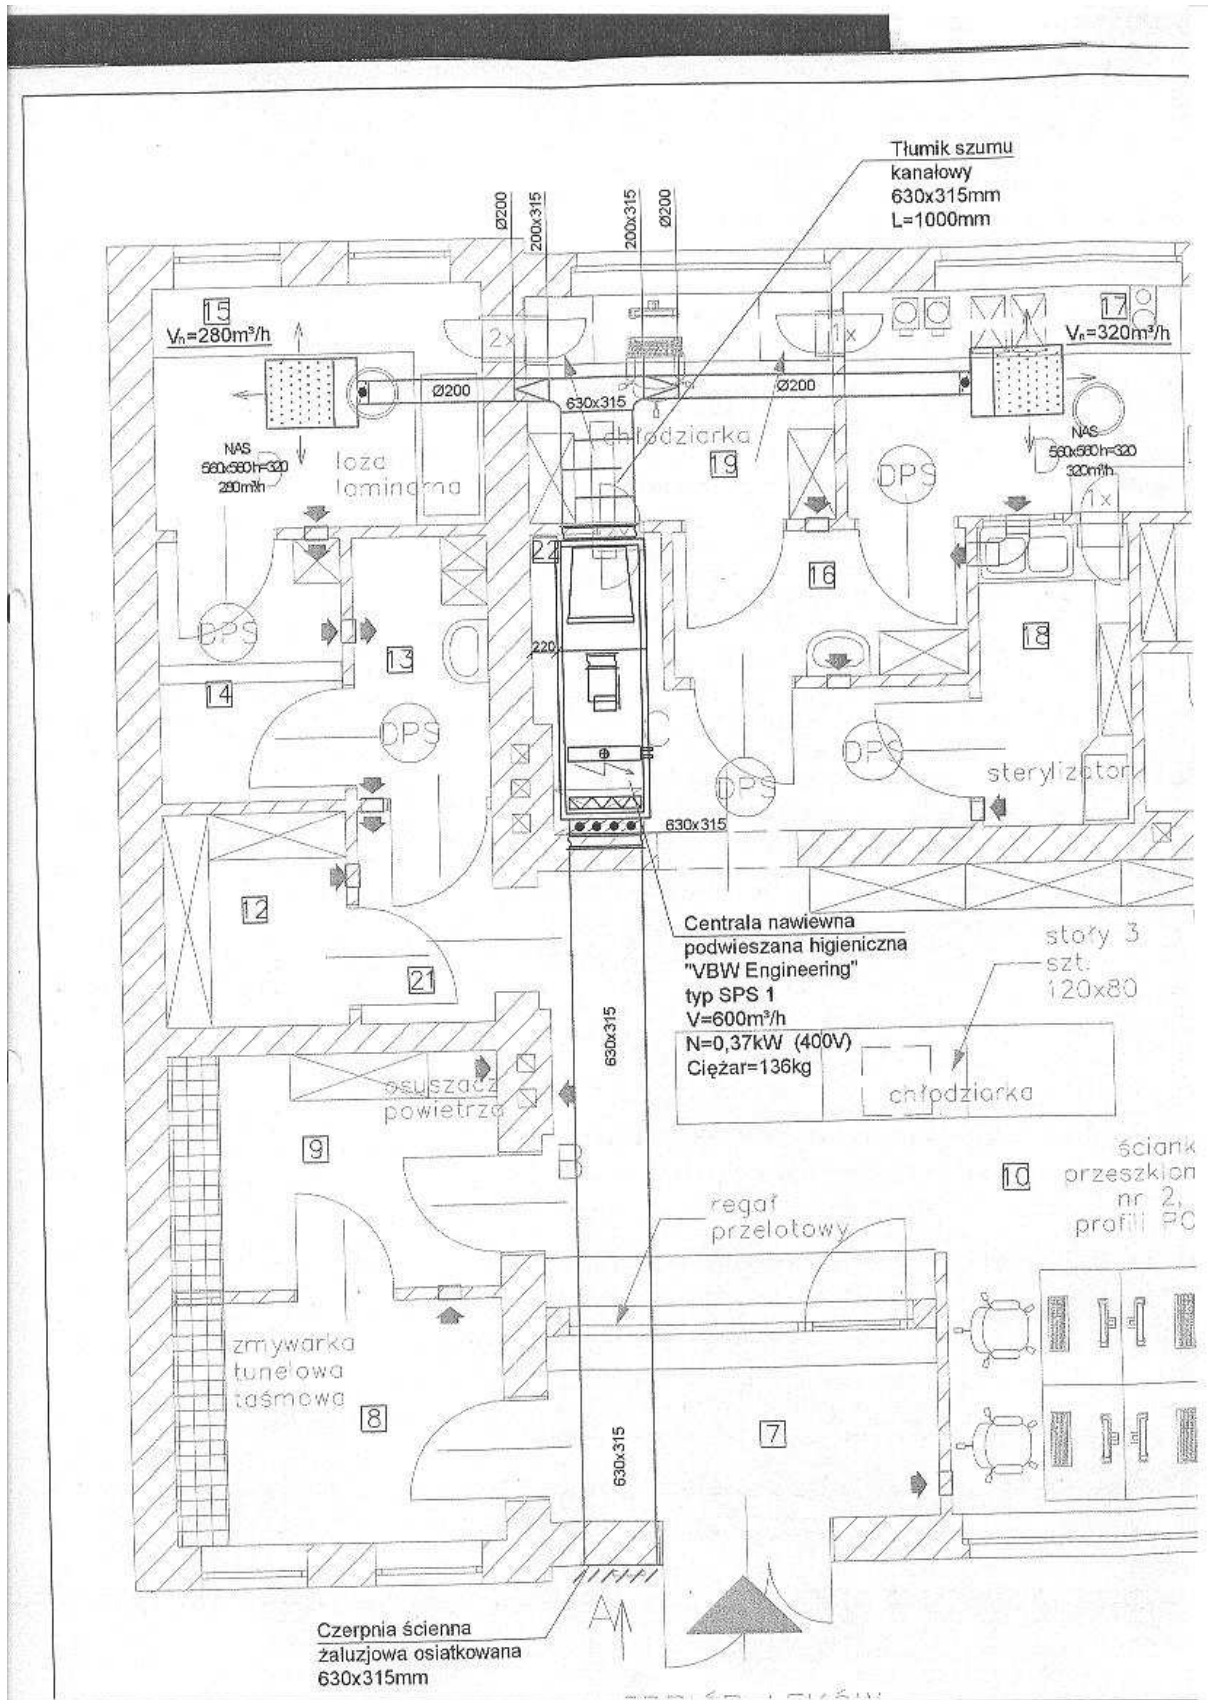 Tłumik szumu
kanałowy
630x315mm
L=1000mm
Ø200
200x315
200x315
Ø200
15
Vₙ=280m³/h
2x
1x
17
Vₙ=320m³/h
Ø200
630x315
Ø200
chłodziarka
19
NAS
560x560 h=320
280m³/h
loża
laminarna
DPS
NAS
560x560 h=320
320m³/h
1x
22
16
18
DPS
13
220
14
DPS
DPS
DPS
sterylizator
630x315
12
21
Centrala nawiewna
podwieszana higieniczna
"VBW Engineering"
typ SPS 1
V=600m³/h
N=0,37kW (400V)
Ciężar=136kg
stoły 3
szt.
120x80
630x315
chłodziarka
osuszacz
powietrza
9
B
10
ściank
przeszklon
nr 2,
profili PC
regał
przelotowy
zmywarka
tunelowa
taśmowa
8
7
630x315
A
Czerpnia ścienna
żaluzjowa osiatkowana
630x315mm